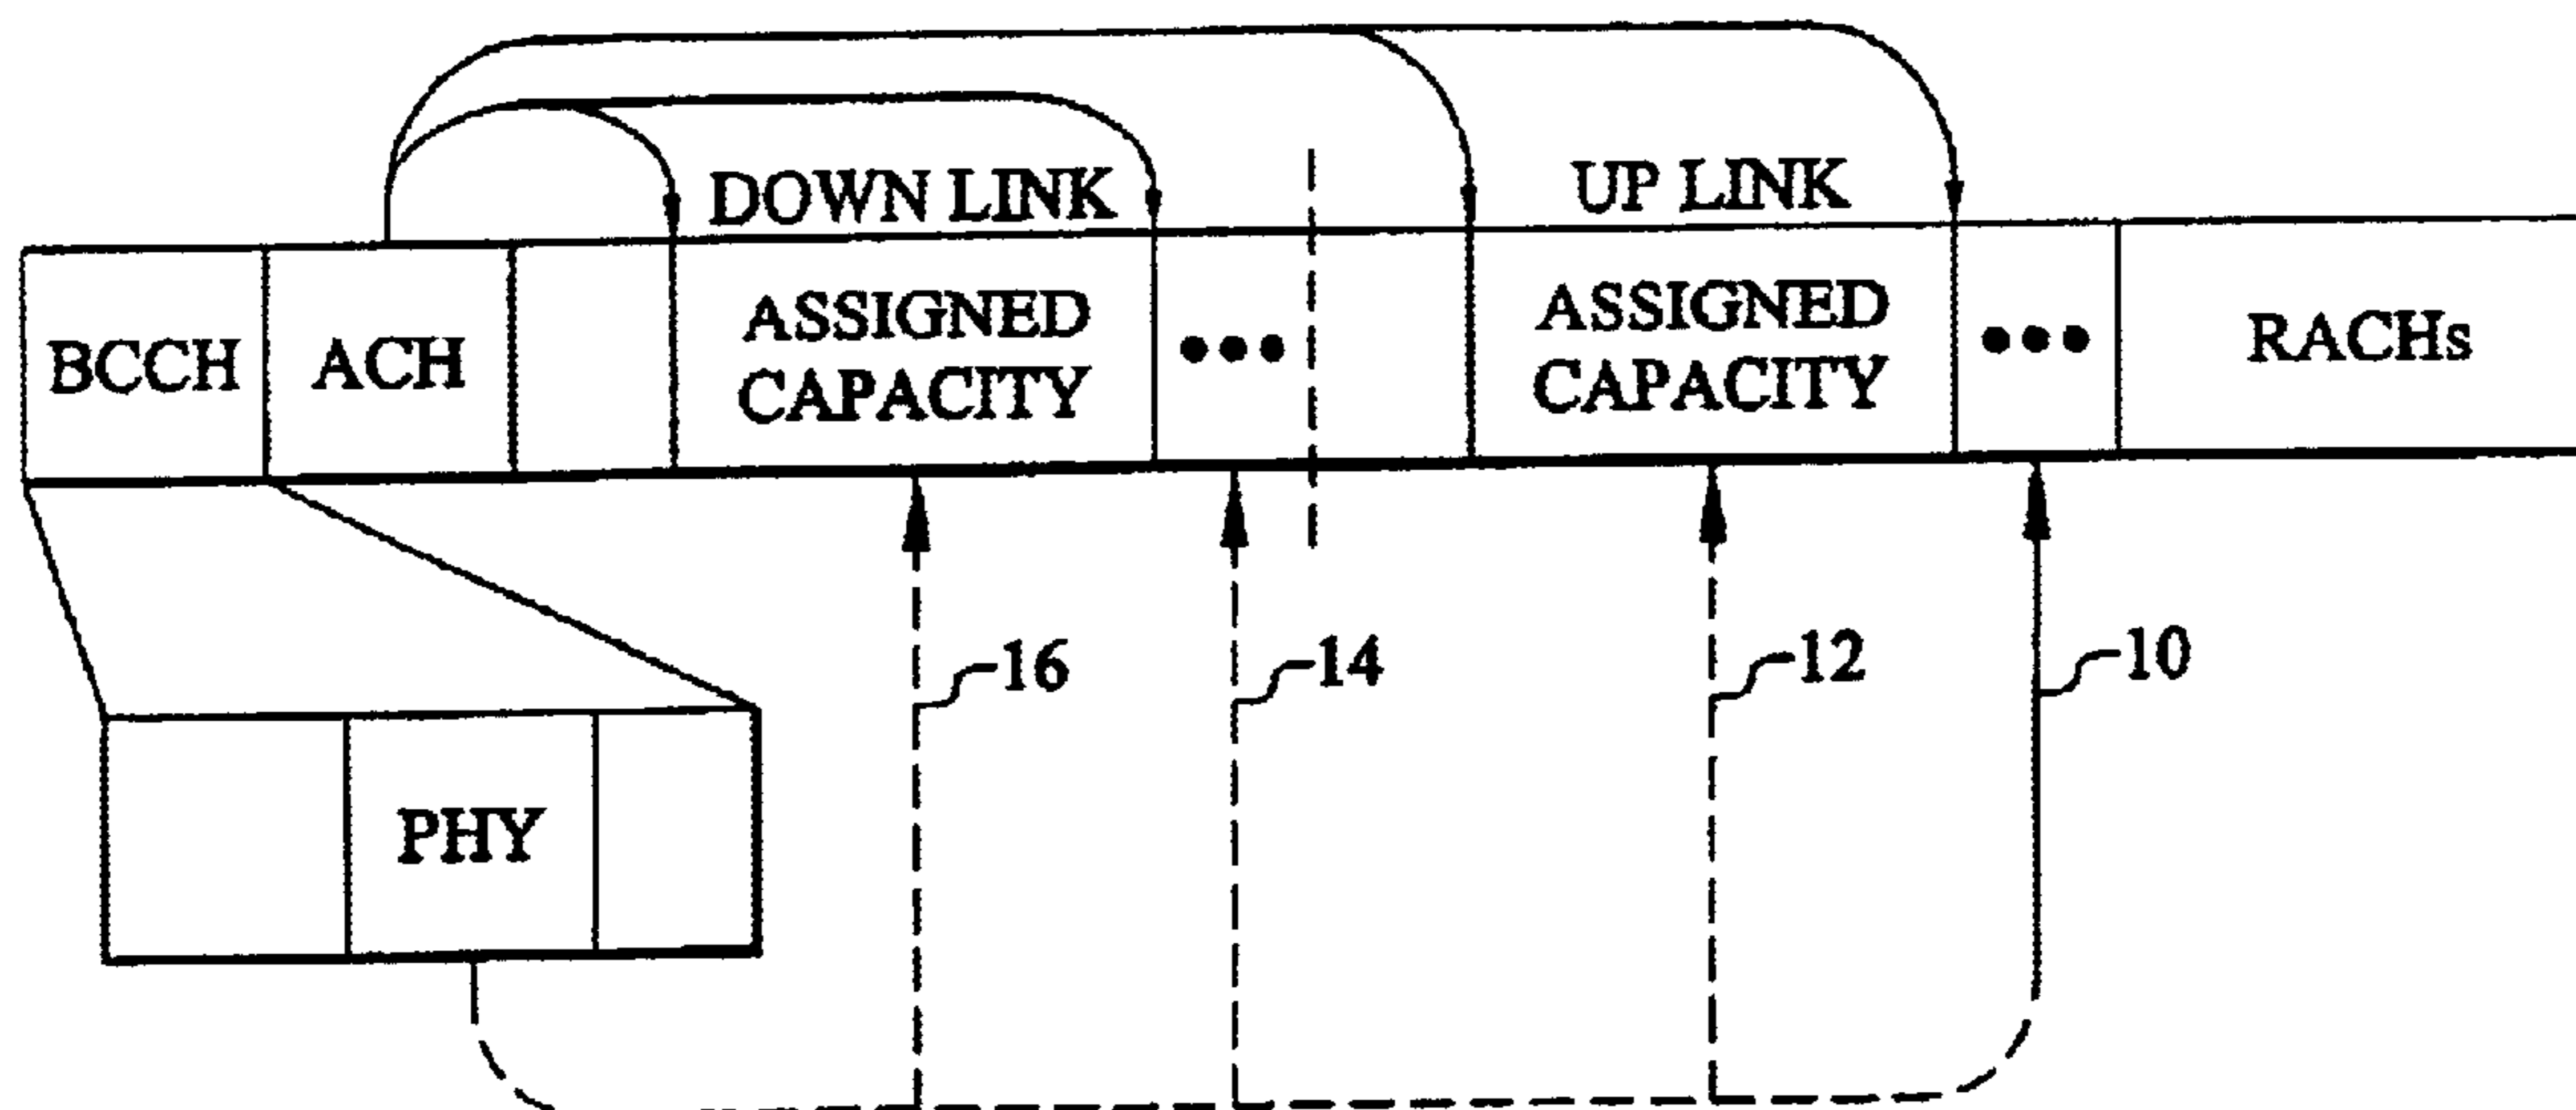 DOWN LINK
UP LINK
BCCH
ACH
ASSIGNED
CAPACITY
•••
ASSIGNED
CAPACITY
•••
RACHs
16
14
12
10
PHY